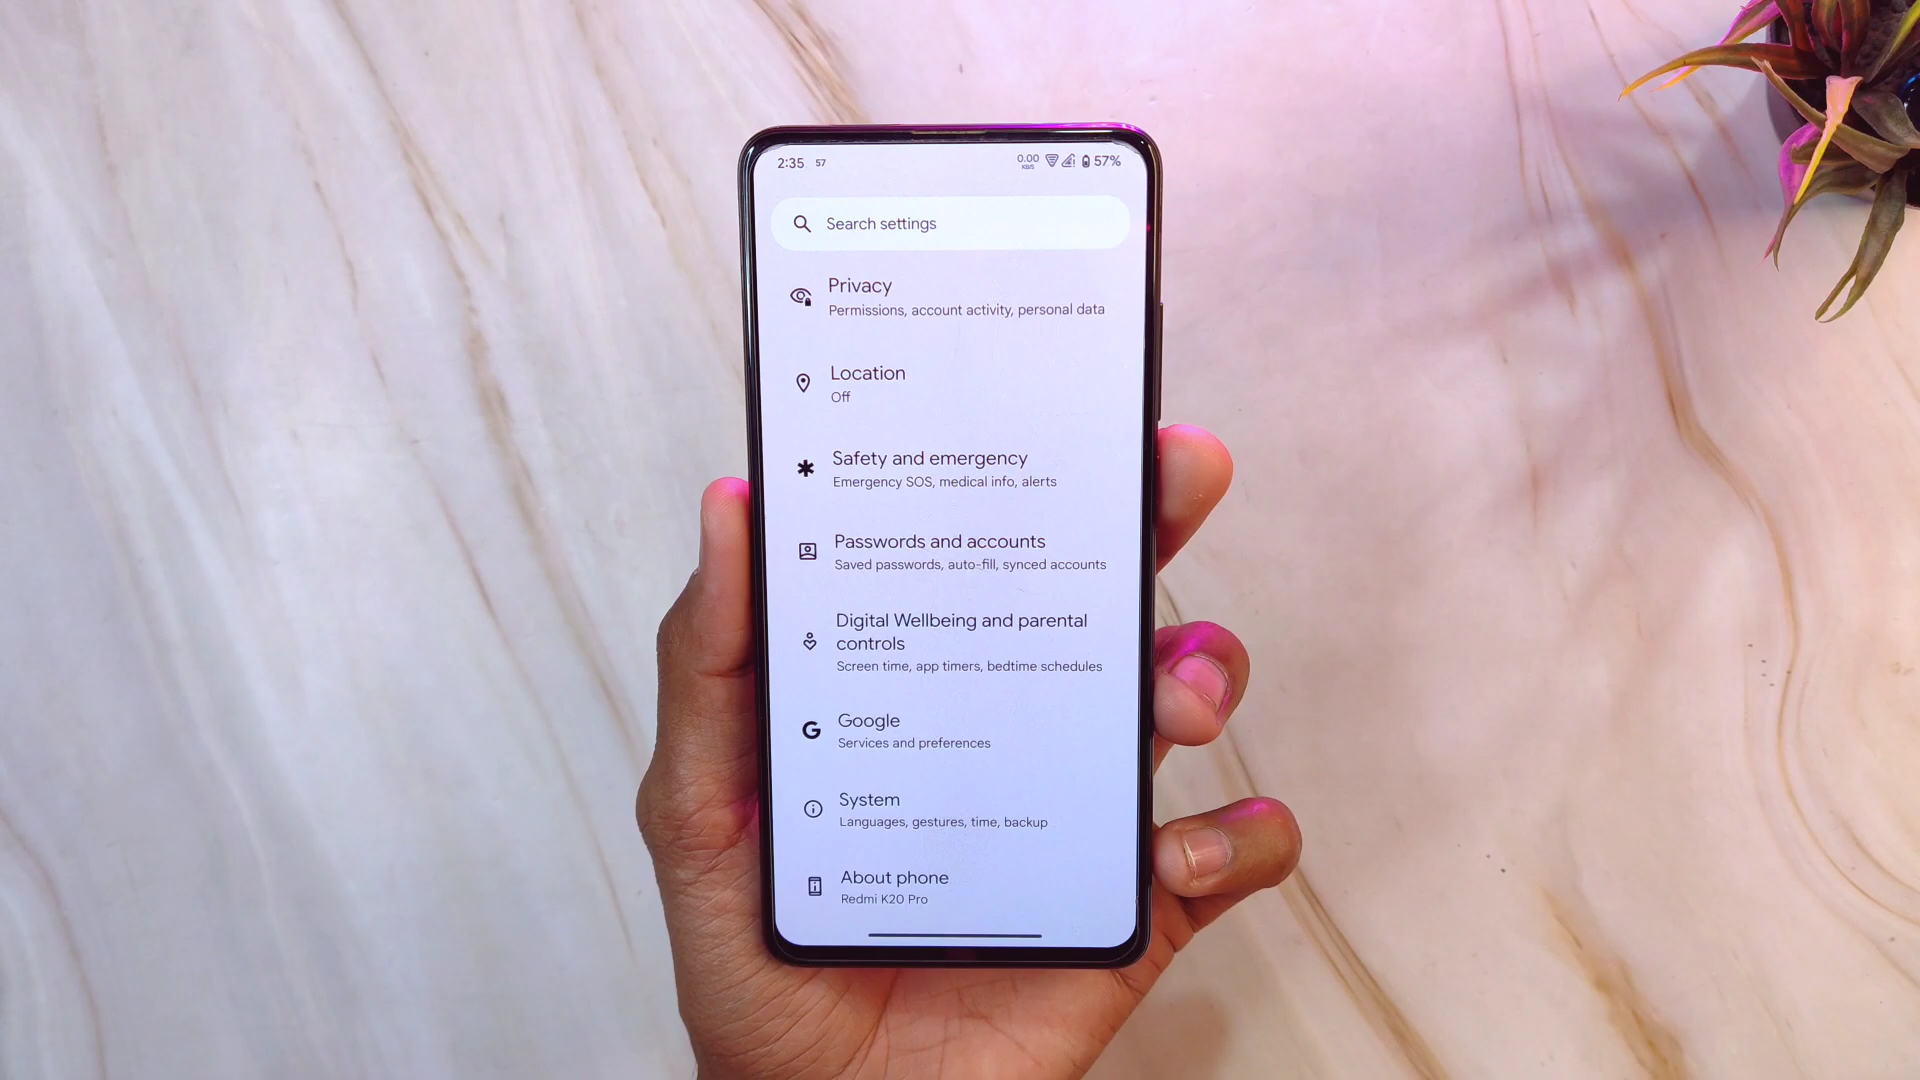 2:35 57 0.00 KB/S 57%
Search settings
Privacy
Permissions, account activity, personal data
Location
Off
Safety and emergency
Emergency SOS, medical info, alerts
Passwords and accounts
Saved passwords, auto-fill, synced accounts
Digital Wellbeing and parental
controls
Screen time, app timers, bedtime schedules
Google
Services and preferences
System
Languages, gestures, time, backup
About phone
Redmi K20 Pro